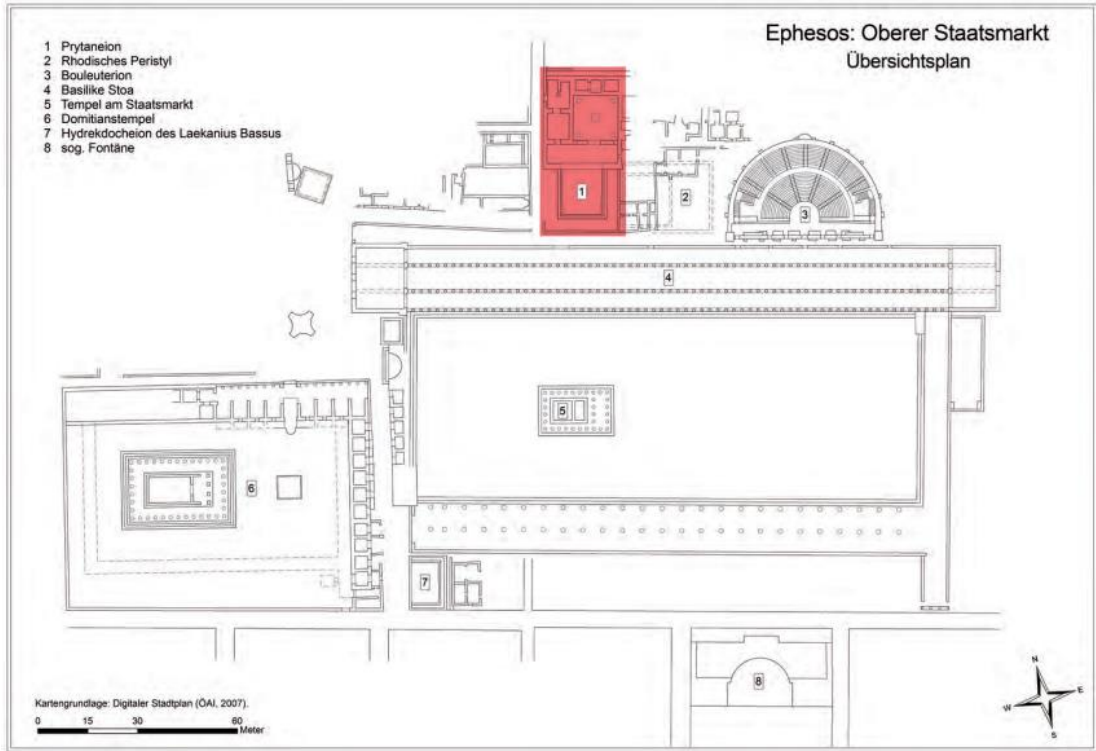 Ephesos: Oberer Staatsmarkt
Übersichtsplan
1 Prytaneion
2 Rhodisches Peristyl
3 Bouleuterion
4 Basilike Stoa
5 Tempel am Staatsmarkt
6 Domitianstempel
7 Hydrekdocheion des Laekanius Bassus
8 sog. Fontäne
1
2
3
4
5
6
7
8
N
W E
S
Kartengrundlage: Digitaler Stadtplan (ÖAI, 2007).
0 15 30 60
Meter